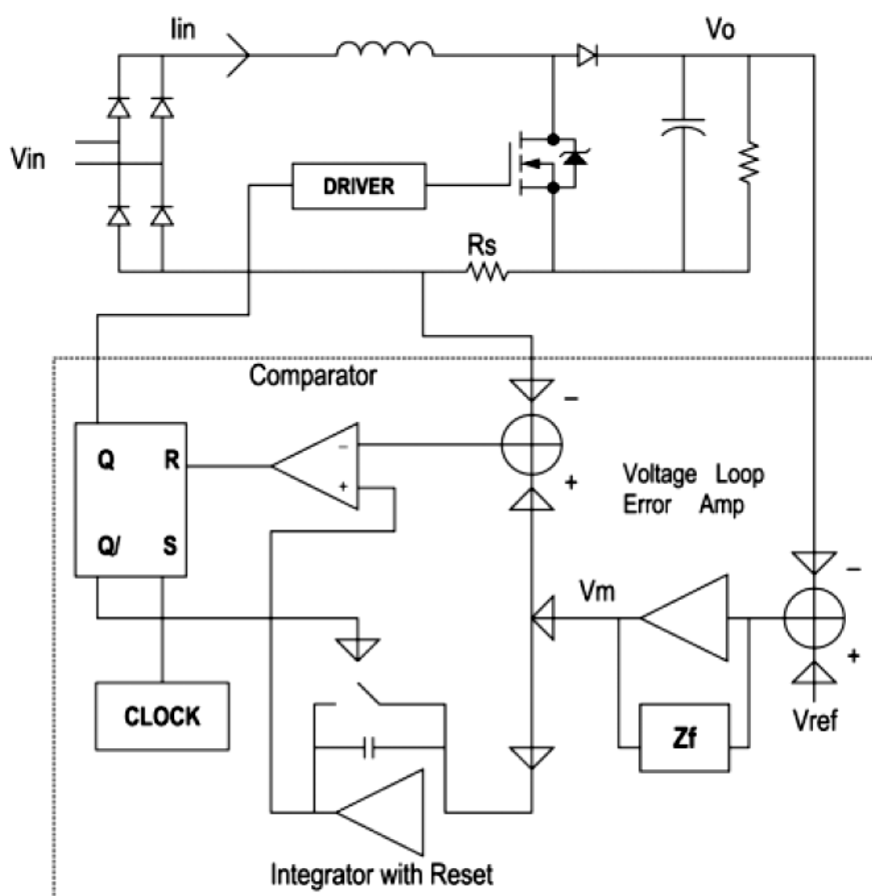 Iin
Vo
Vin
DRIVER
Rs
Comparator
−
Q R
−
+
+
Voltage Loop
Error Amp
Q/ S
Vm
−
+
CLOCK
Zf
Vref
Integrator with Reset